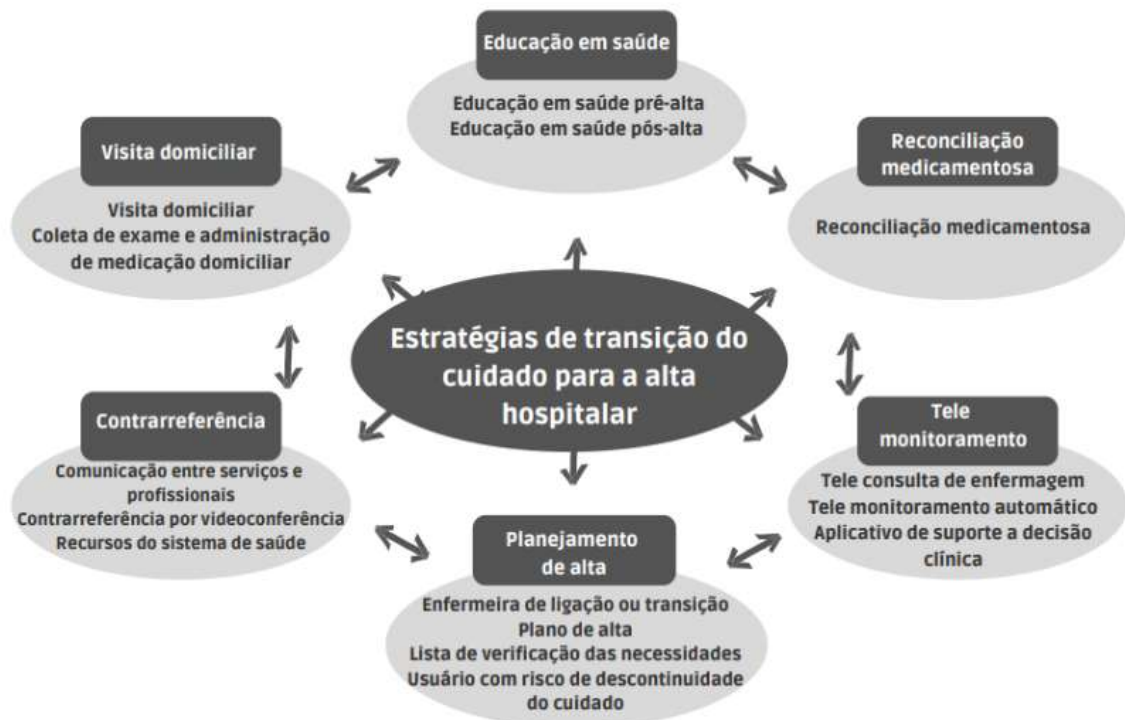 Educação em saúde
Educação em saúde pré-alta
Educação em saúde pós-alta
Visita domiciliar
Visita domiciliar
Coleta de exame e administração
de medicação domiciliar
Reconciliação
medicamentosa
Reconciliação medicamentosa
Estratégias de transição do
cuidado para a alta
hospitalar
Contrarreferência
Comunicação entre serviços e
profissionais
Contrarreferência por videoconferência
Recursos do sistema de saúde
Tele
monitoramento
Tele consulta de enfermagem
Tele monitoramento automático
Aplicativo de suporte a decisão
clínica
Planejamento
de alta
Enfermeira de ligação ou transição
Plano de alta
Lista de verificação das necessidades
Usuário com risco de descontinuidade
do cuidado